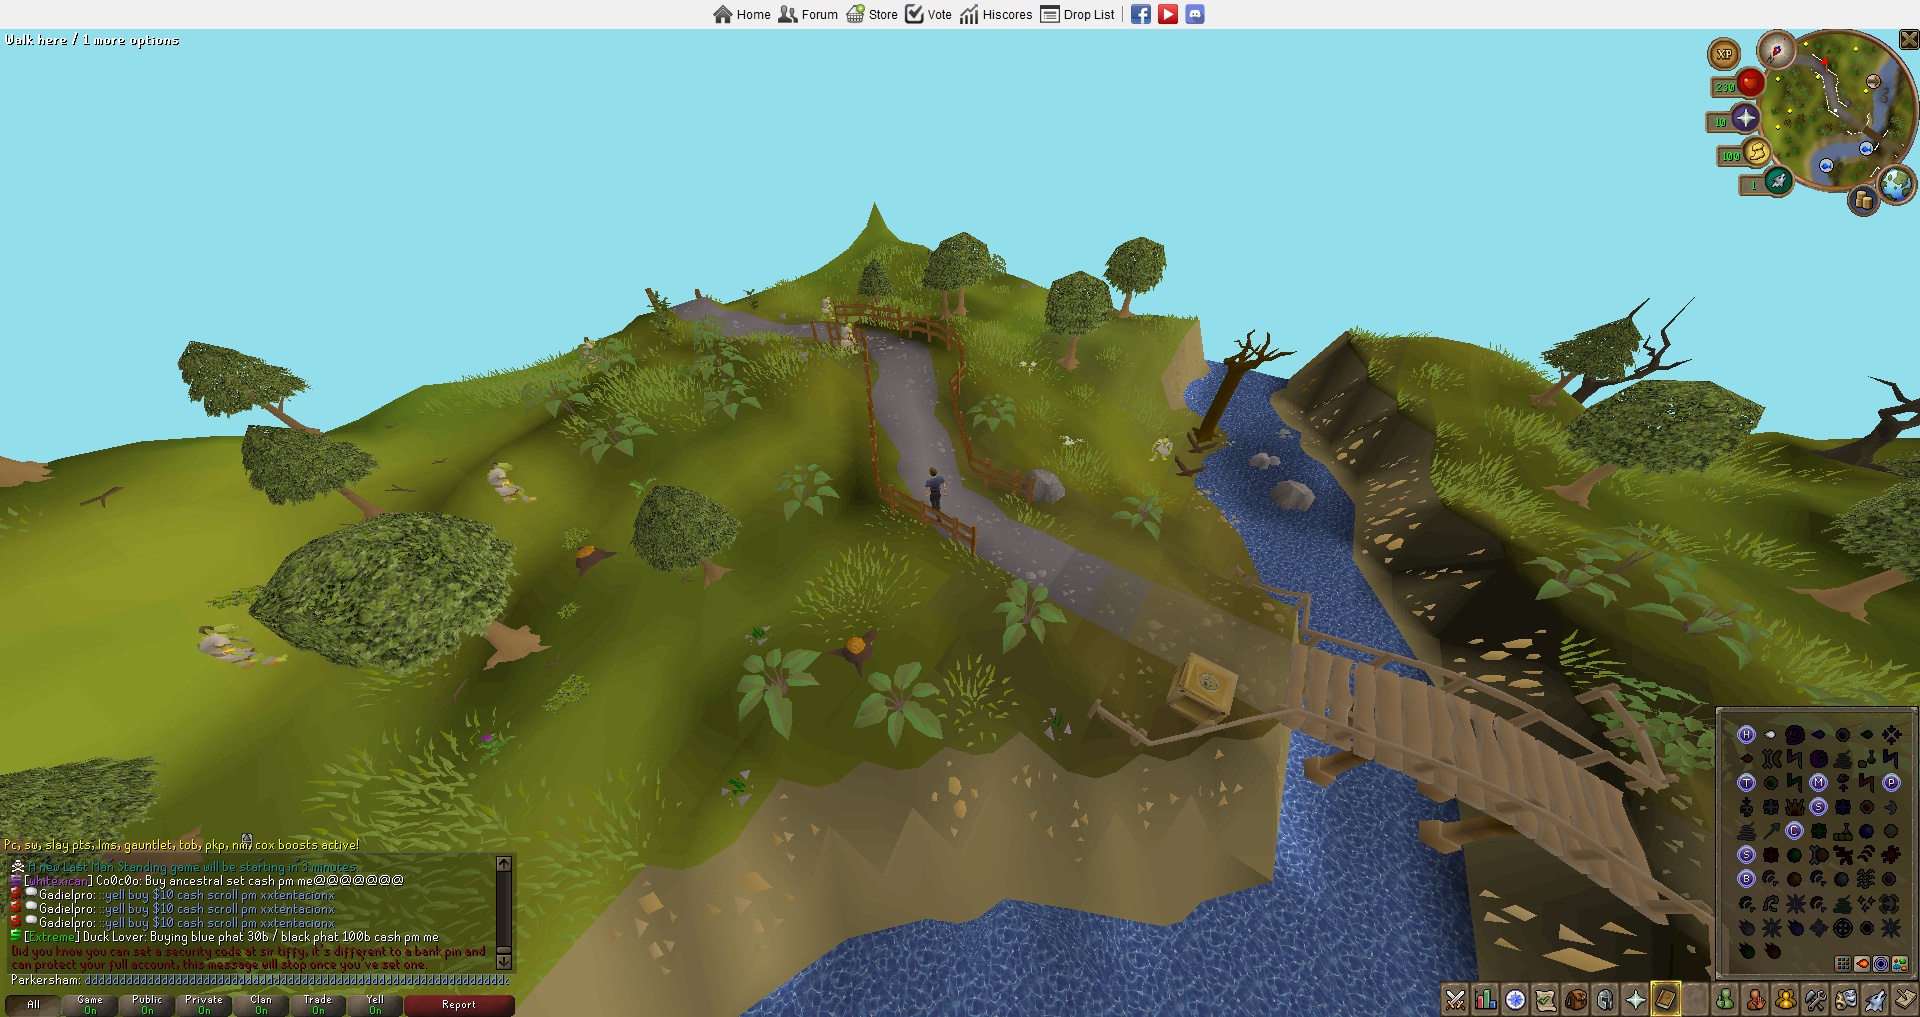 Home Forum Store Vote Hiscores Drop List
Walk here / 1 more options
XP
230
10
100
1
H
T M P
S
C
S
B
Pc, sw, slay pts, lms, gauntlet, tob, pkp, nm, cox boosts active!
A new Last Man Standing game will be starting in 3 minutes.
[whitexican] Co0c0o: Buy ancestral set cash pm me@@@@@@@
Gadielpro: ::yell buy $10 cash scroll pm xxtentacionx
Gadielpro: ::yell buy $10 cash scroll pm xxtentacionx
Gadielpro: ::yell buy $10 cash scroll pm xxtentacionx
[Extreme] Duck Lover: Buying blue phat 30b / black phat 100b cash pm me
Did you know you can set a security code at sir tiffy, it's different to a bank pin and
can protect your full account, this message will stop once you've set one.
Parkersham:
All Game Public Private Clan Trade Yell Report
On On On On On On